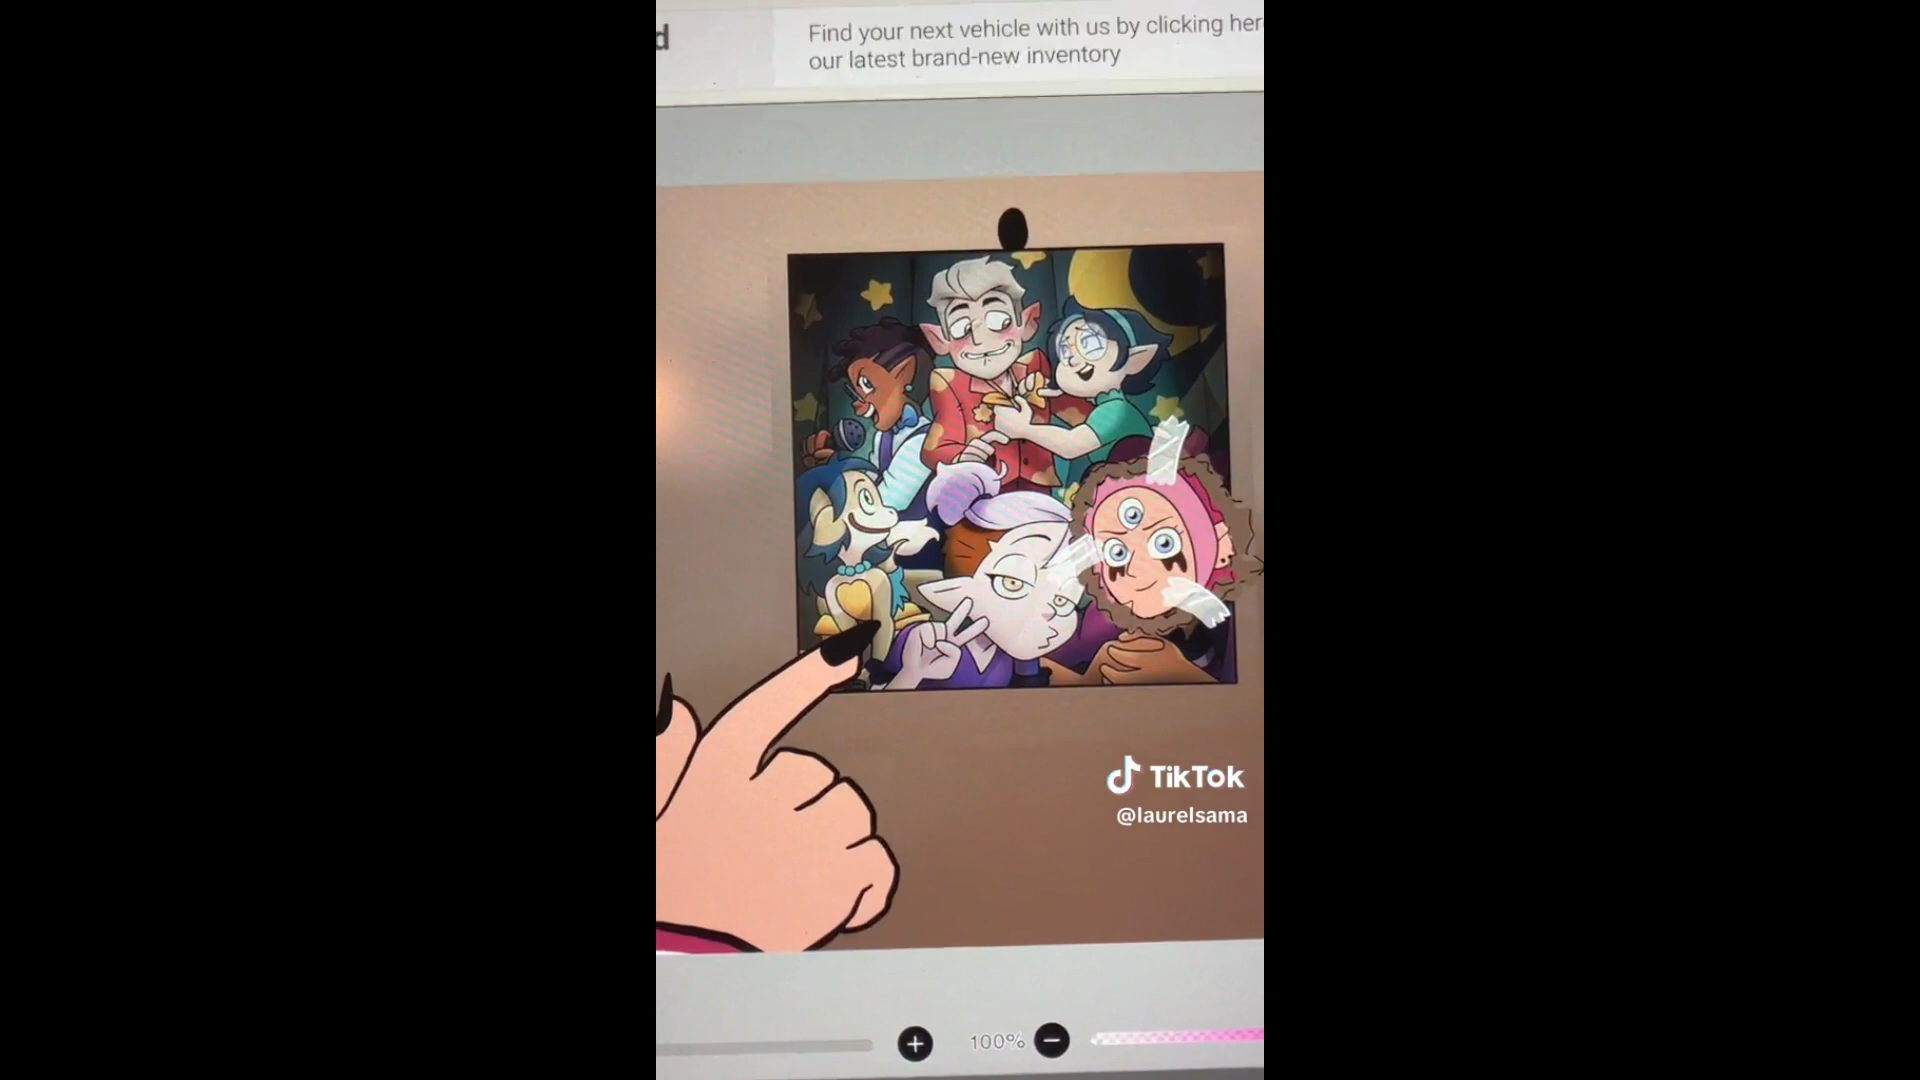 d
Find your next vehicle with us by clicking her
our latest brand-new inventory
TikTok
@laurelsama
100%